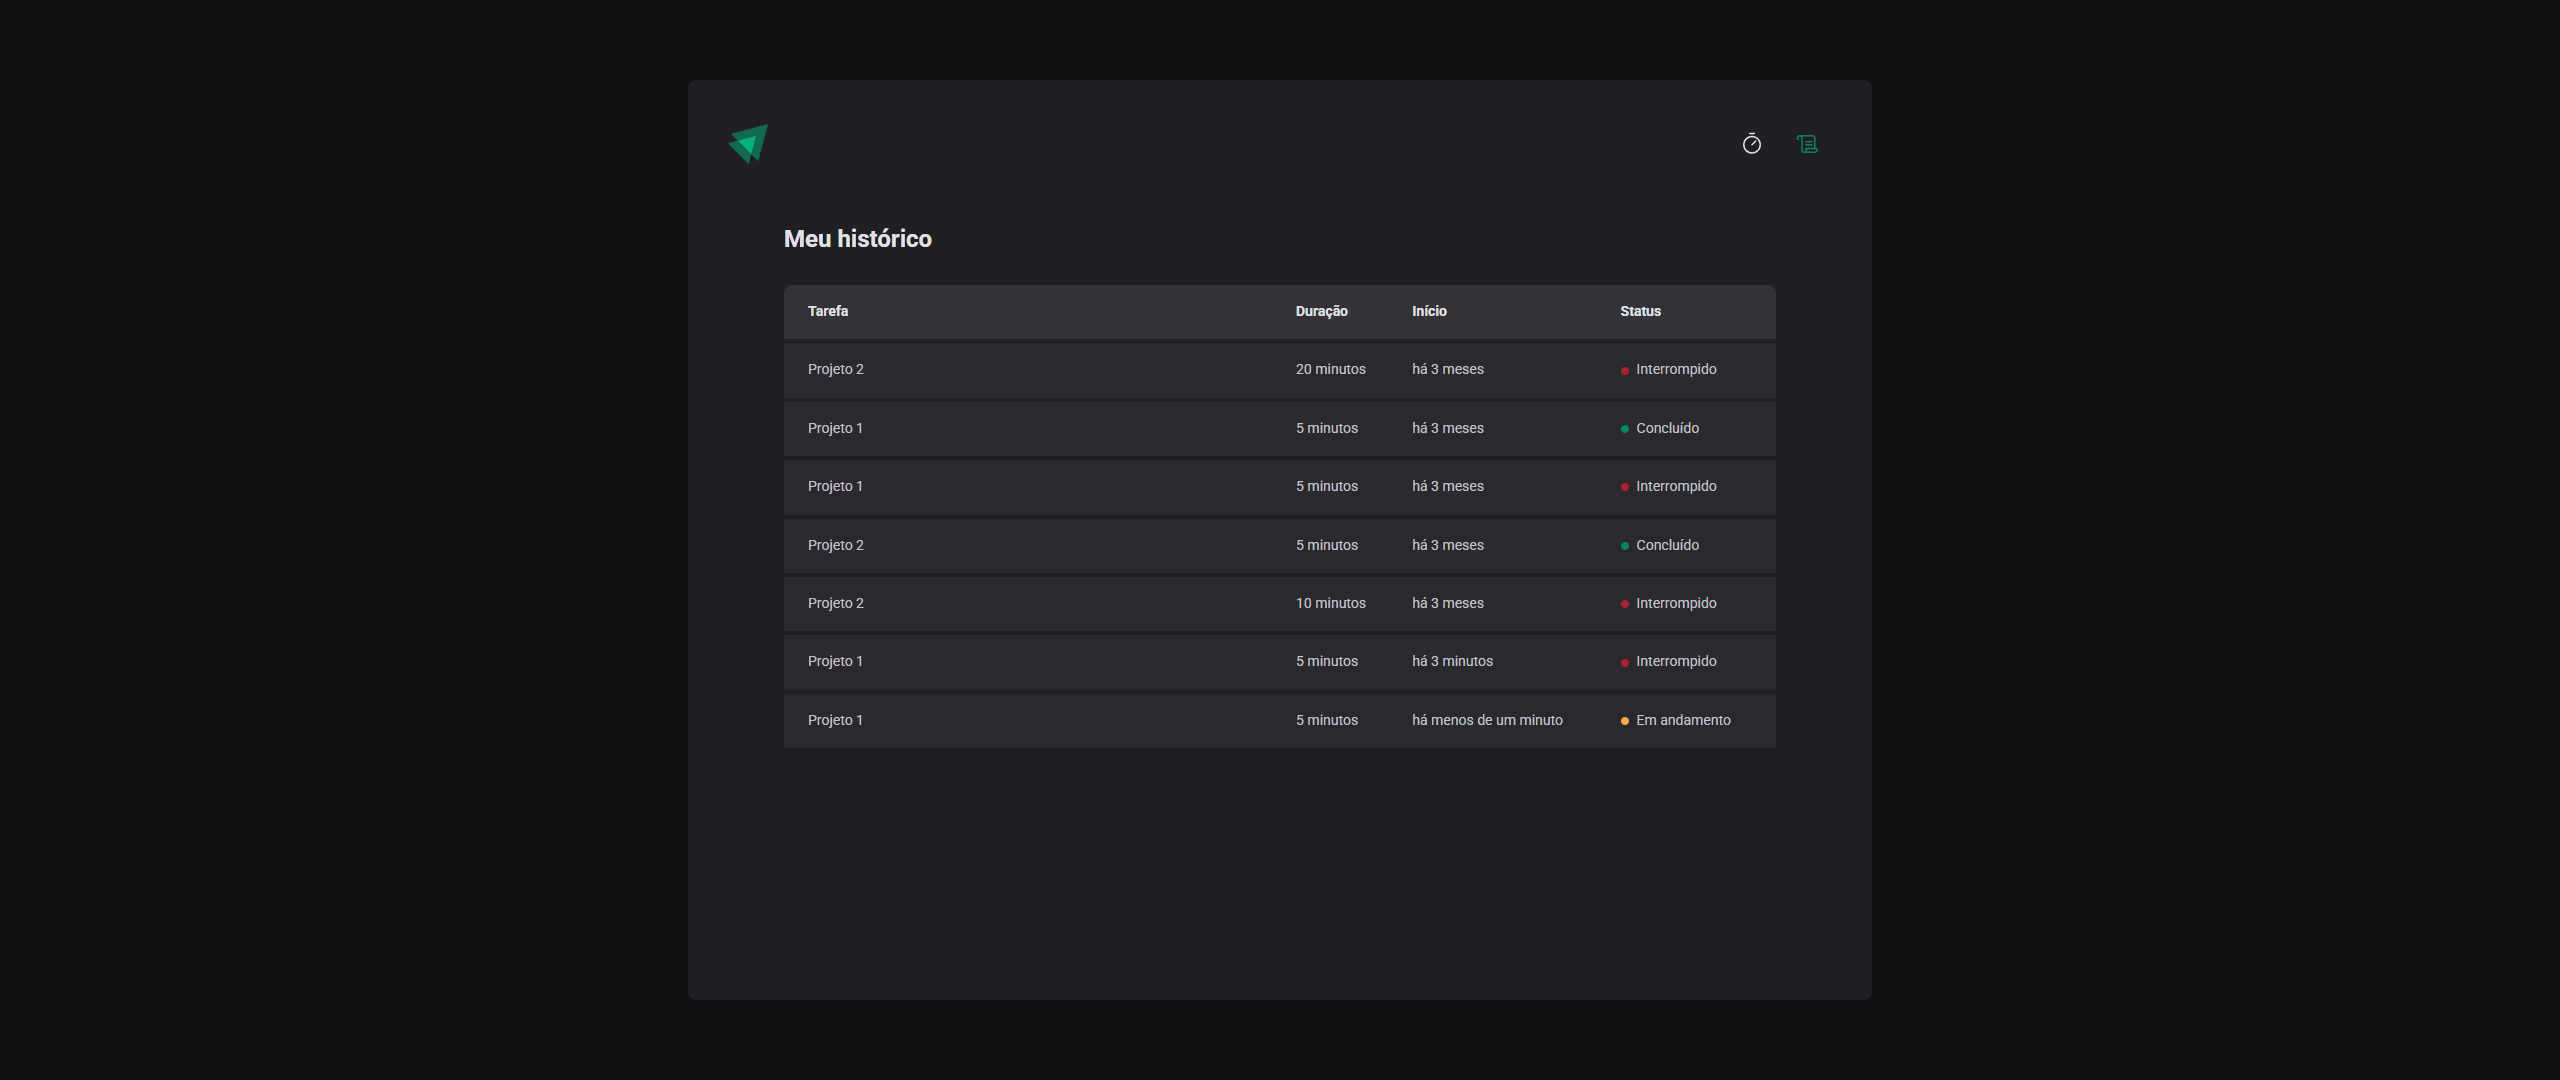 Meu histórico
Tarefa Duração Início Status
Projeto 2 20 minutos há 3 meses Interrompido
Projeto 1 5 minutos há 3 meses Concluído
Projeto 1 5 minutos há 3 meses Interrompido
Projeto 2 5 minutos há 3 meses Concluído
Projeto 2 10 minutos há 3 meses Interrompido
Projeto 1 5 minutos há 3 minutos Interrompido
Projeto 1 5 minutos há menos de um minuto Em andamento